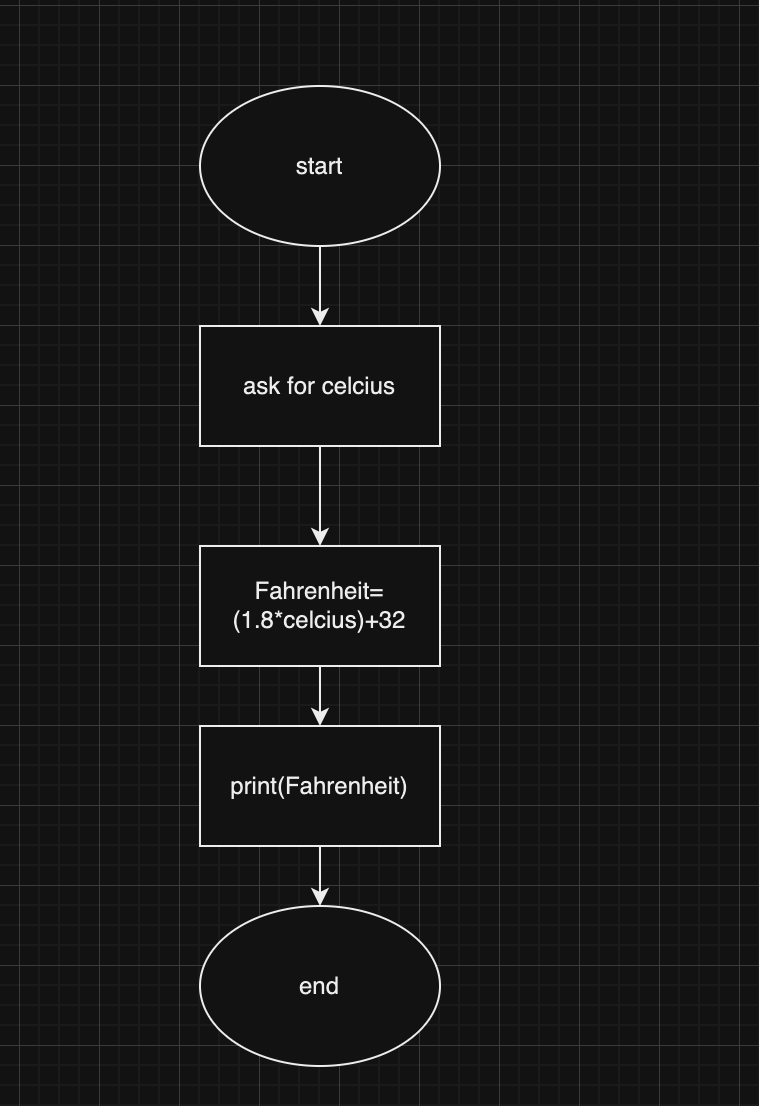 start
ask for celcius
Fahrenheit=
(1.8*celcius)+32
print(Fahrenheit)
end